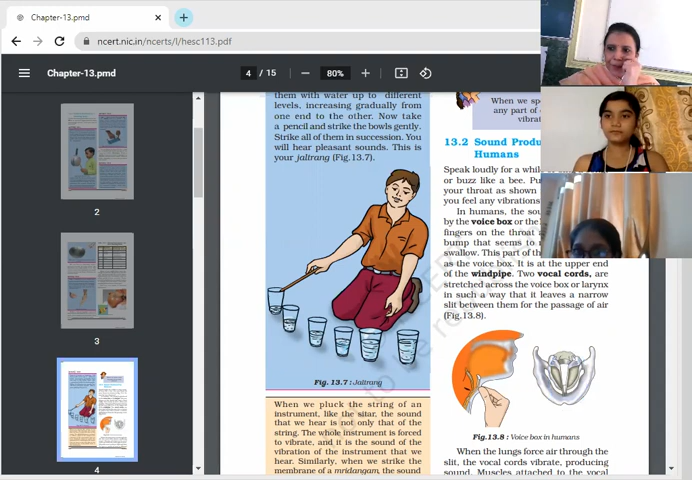 Chapter-13.pmd
ncert.nic.in/ncerts/l/hesc113.pdf
Chapter-13.pmd
4 / 15
80%
2
3
4
them with water up to different
levels, increasing gradually from
one end to the other. Now take
a pencil and strike the bowls gently.
Strike all of them in succession. You
will hear pleasant sounds. This is
your jaltrang (Fig.13.7).
Fig. 13.7 : Jaltrang
When we pluck the string of an
instrument, like the sitar, the sound
that we hear is not only that of the
string. The whole instrument is forced
to vibrate, and it is the sound of the
vibration of the instrument that we
hear. Similarly, when we strike the
membrane of a mridangam, the sound
When we
any part of
13.2 Sound
Humans
Speak loudly for a while
or buzz like a bee.
your throat as shown
you feel any vibrations
In humans, the
by the voice box or the
fingers on the throat
bump that seems to
swallow. This part of
as the voice box. It is at the upper end
of the windpipe. Two vocal cords, are
stretched across the voice box or larynx
in such a way that it leaves a narrow
slit between them for the passage of air
(Fig.13.8).
Fig.13.8 : Voice box in humans
When the lungs force air through the
slit, the vocal cords vibrate, producing
sound. Muscles attached to the vocal